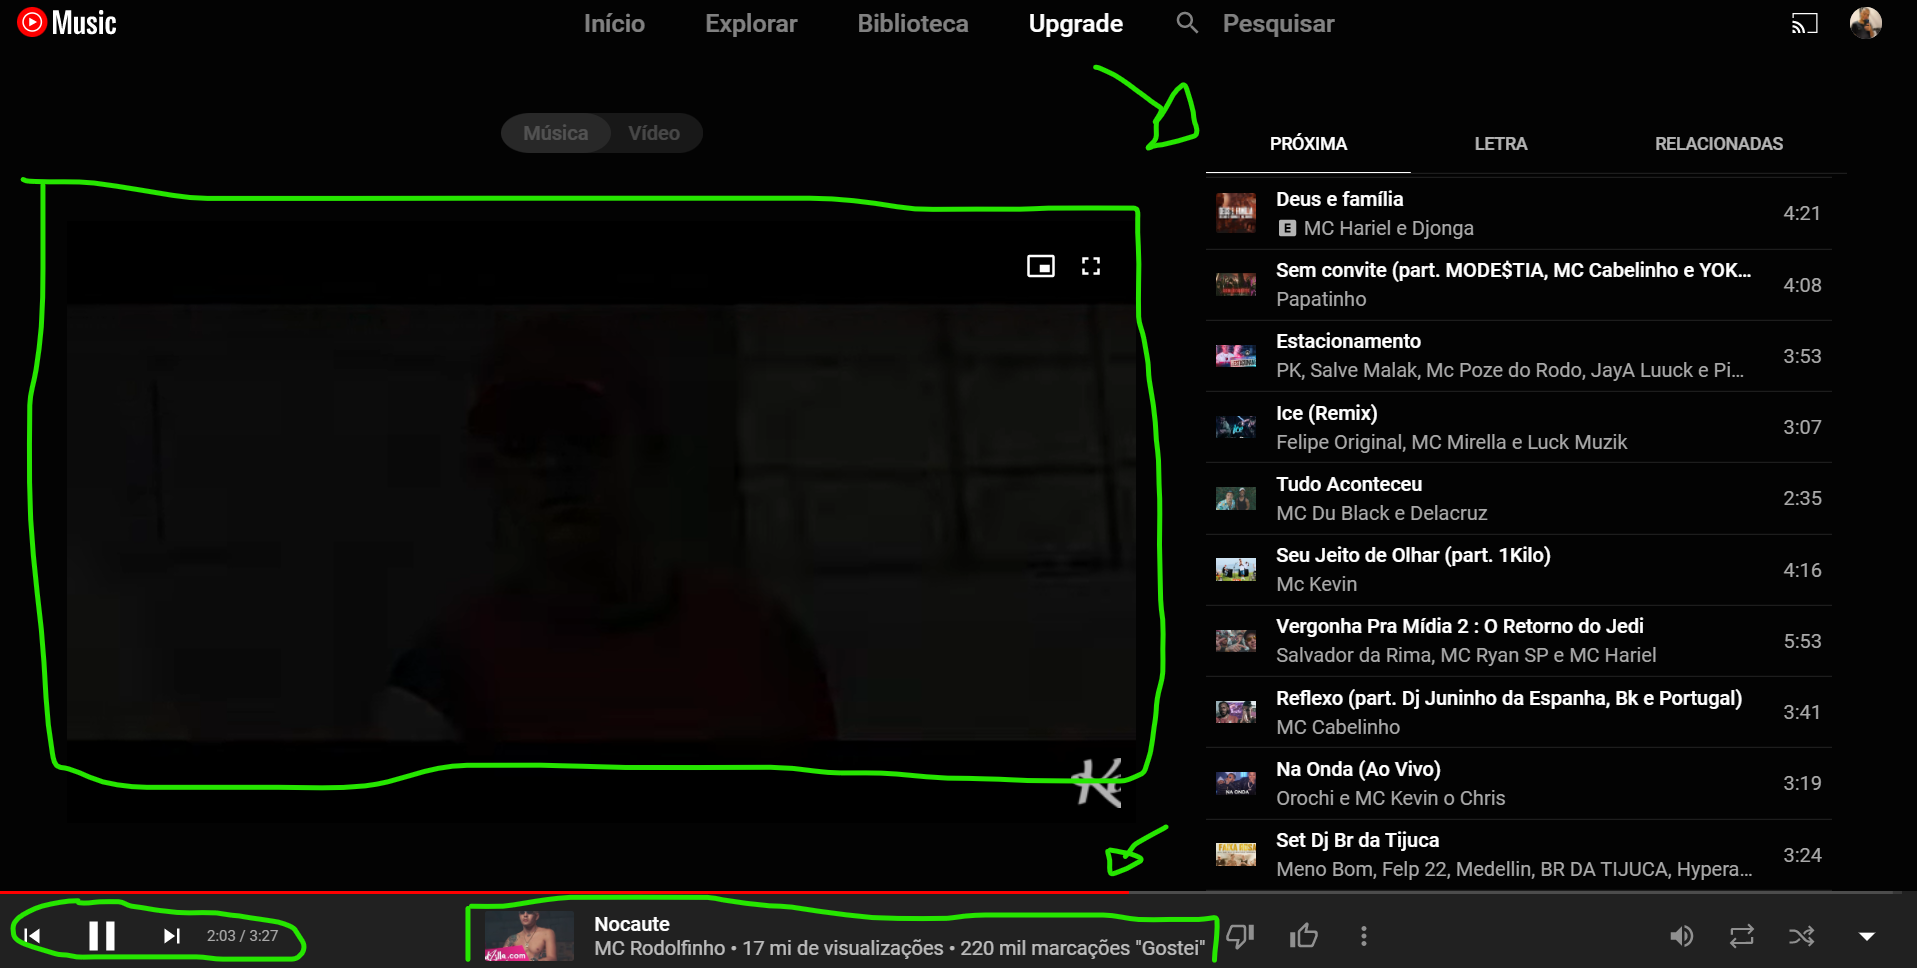 Music
Início Explorar Biblioteca Upgrade Pesquisar
Música Vídeo
PRÓXIMA LETRA RELACIONADAS
Deus e família
E MC Hariel e Djonga
4:21
Sem convite (part. MODE$TIA, MC Cabelinho e YOK...
Papatinho
4:08
Estacionamento
PK, Salve Malak, Mc Poze do Rodo, JayA Luuck e Pi...
3:53
Ice (Remix)
Felipe Original, MC Mirella e Luck Muzik
3:07
Tudo Aconteceu
MC Du Black e Delacruz
2:35
Seu Jeito de Olhar (part. 1Kilo)
Mc Kevin
4:16
Vergonha Pra Mídia 2 : O Retorno do Jedi
Salvador da Rima, MC Ryan SP e MC Hariel
5:53
Reflexo (part. Dj Juninho da Espanha, Bk e Portugal)
MC Cabelinho
3:41
Na Onda (Ao Vivo)
Orochi e MC Kevin o Chris
3:19
Set Dj Br da Tijuca
Meno Bom, Felp 22, Medellin, BR DA TIJUCA, Hypera...
3:24
2:03 / 3:27
Nocaute
MC Rodolfinho • 17 mi de visualizações • 220 mil marcações "Gostei"